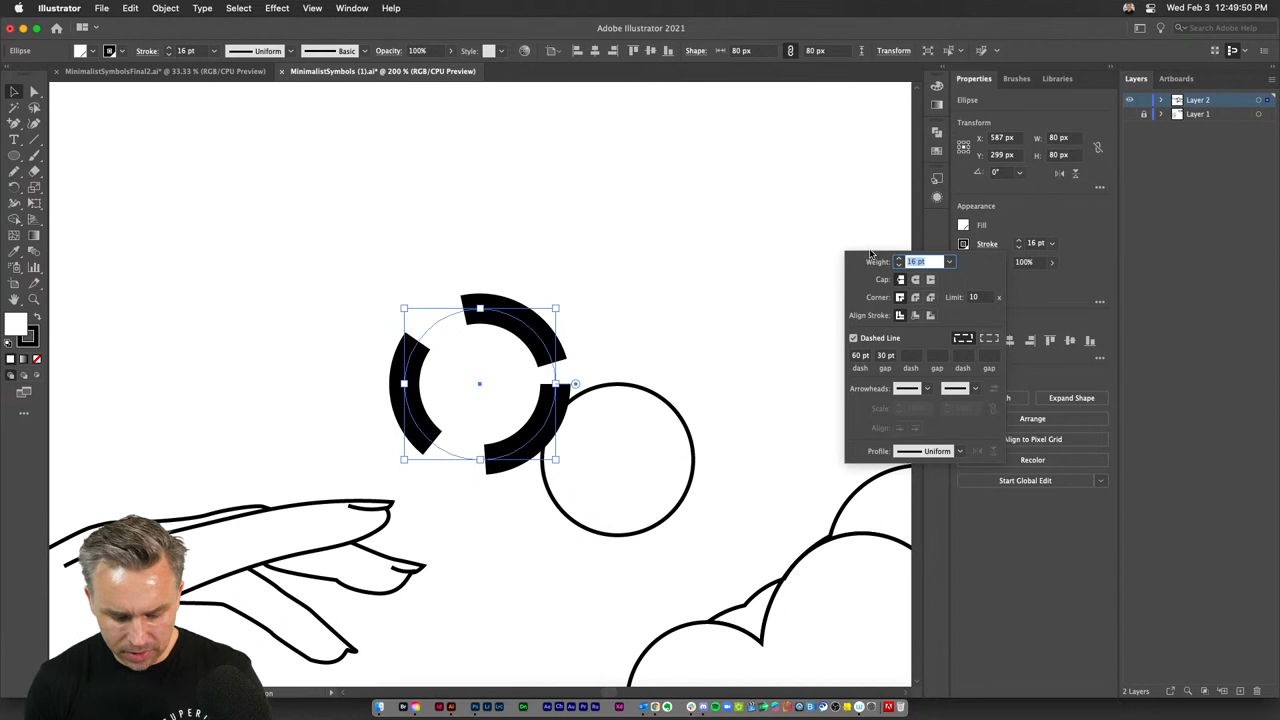 Illustrator File Edit Object Type Select Effect View Window Help Wed Feb 3 12:49:50 PM
Adobe Illustrator 2021 Search Adobe Help
Ellipse Stroke: 16 pt Uniform Basic Opacity: 100% Style: Shape: 80 px 80 px Transform
MinimalistSymbolsFinal2.ai* @ 33.33 % (RGB/CPU Preview) MinimalistSymbols (1).ai* @ 200 % (RGB/CPU Preview)
Properties Brushes Libraries Layers Artboards
Ellipse
Layer 2
Layer 1
Transform
X: 587 px W: 80 px
Y: 299 px H: 80 px
0°
Appearance
Fill
Stroke 16 pt
100%
Weight: 16 pt
Cap:
Corner: Limit: 10 x
Align Stroke:
Dashed Line
60 pt 30 pt
dash gap dash gap dash gap
Arrowheads:
Scale:
Align:
Profile: Uniform
Expand Shape
Arrange
Align to Pixel Grid
Recolor
Start Global Edit
2 Layers
SUPERI